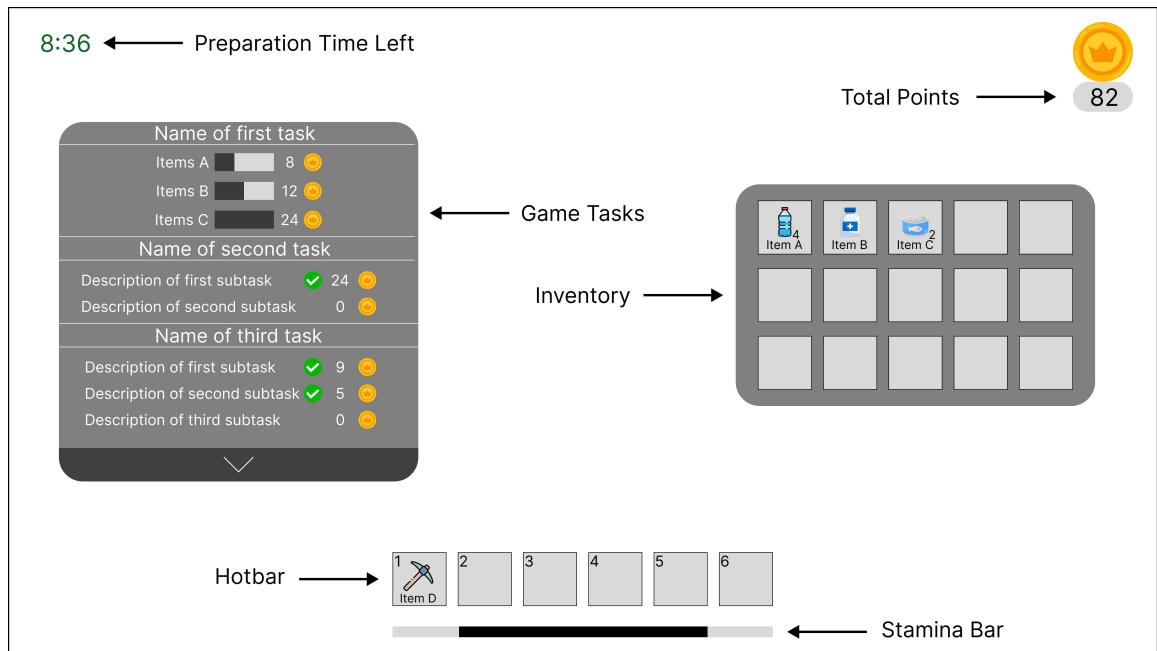 8:36
Preparation Time Left
Total Points
82
Name of first task
Items A 8
Items B 12
Items C 24
Name of second task
Description of first subtask 24
Description of second subtask 0
Name of third task
Description of first subtask 9
Description of second subtask 5
Description of third subtask 0
Game Tasks
Inventory
4
Item A
Item B
2
Item C
Hotbar
1 2 3 4 5 6
Item D
Stamina Bar